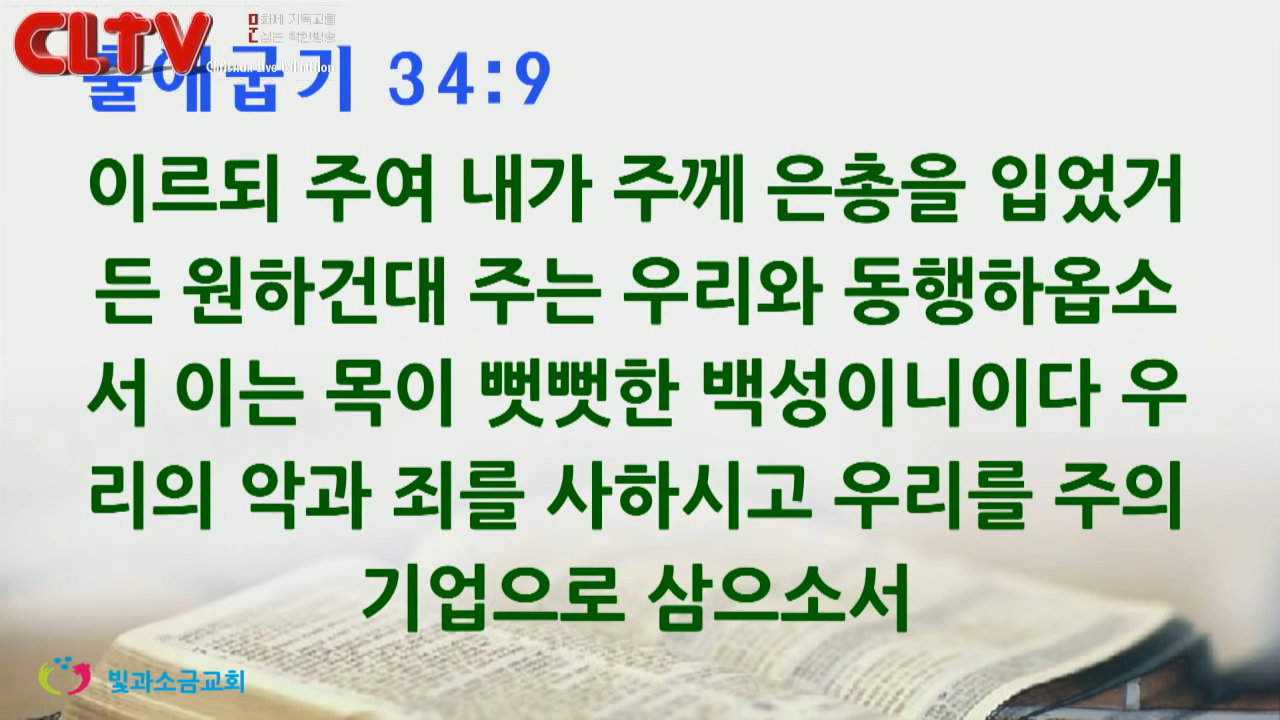 CLTV
출애굽기 34:9
이르되 주여 내가 주께 은총을 입었거
든 원하건대 주는 우리와 동행하옵소
서 이는 목이 뻣뻣한 백성이니이다 우
리의 악과 죄를 사하시고 우리를 주의
기업으로 삼으소서
빛과소금교회